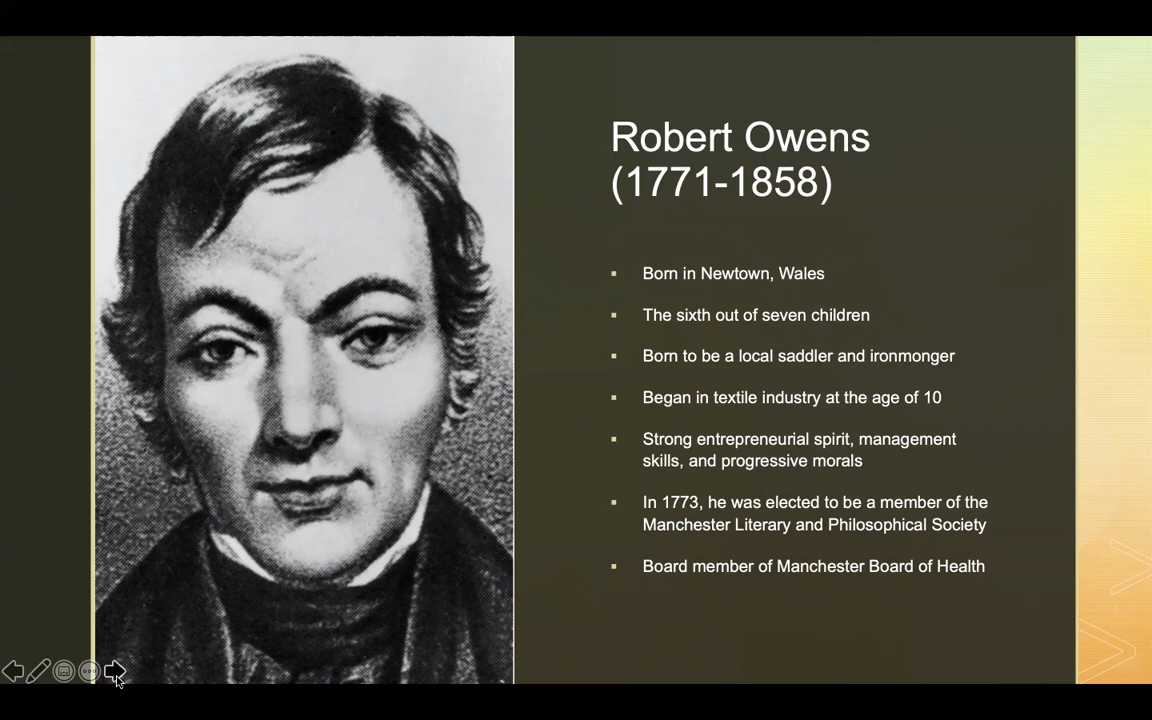 Robert Owens
(1771-1858)
Born in Newtown, Wales
The sixth out of seven children
Born to be a local saddler and ironmonger
Began in textile industry at the age of 10
Strong entrepreneurial spirit, management
skills, and progressive morals
In 1773, he was elected to be a member of the
Manchester Literary and Philosophical Society
Board member of Manchester Board of Health